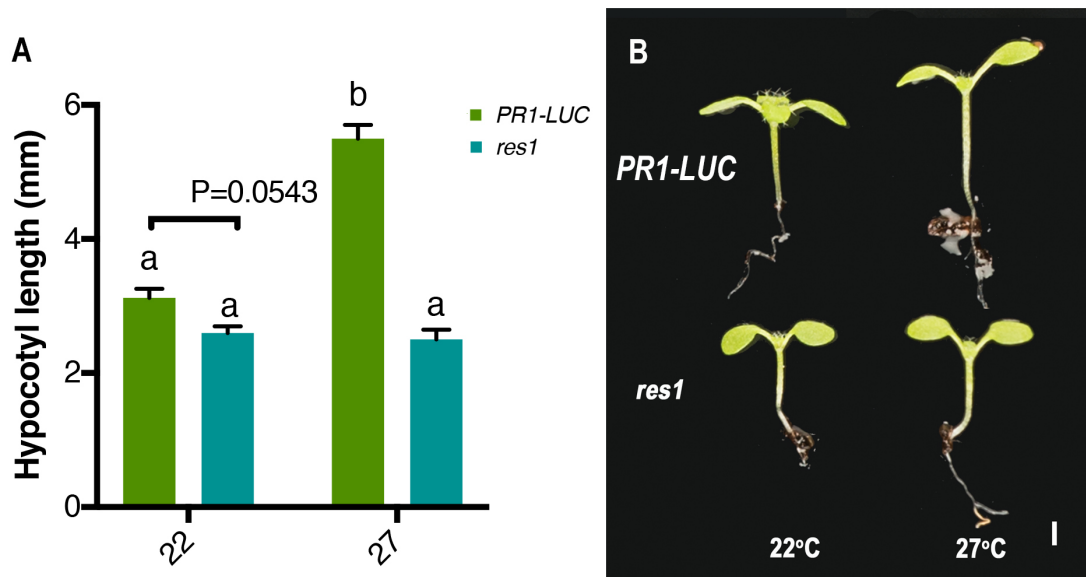 A
Hypocotyl length (mm)
6
4
2
0
a
a
b
a
P=0.0543
PR1-LUC
res1
22
27
B
PR1-LUC
res1
22°C
27°C